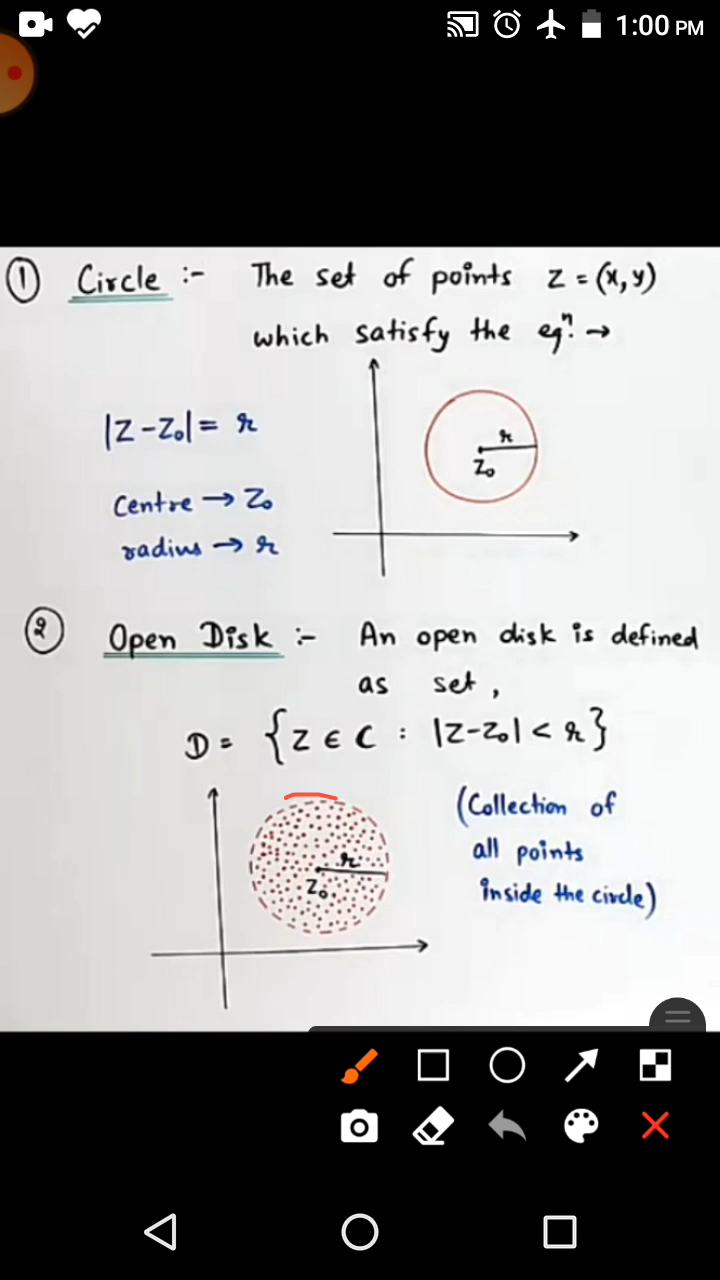 1:00 PM
① Circle :- The set of points z = (x, y)
which satisfy the eqⁿ. →
|z - z₀| = r
r
z₀
Centre → z₀
radius → r
② Open Disk :- An open disk is defined
as set,
D = {z ∈ C : |z - z₀| < r}
(Collection of
all points
inside the circle)
r
z₀